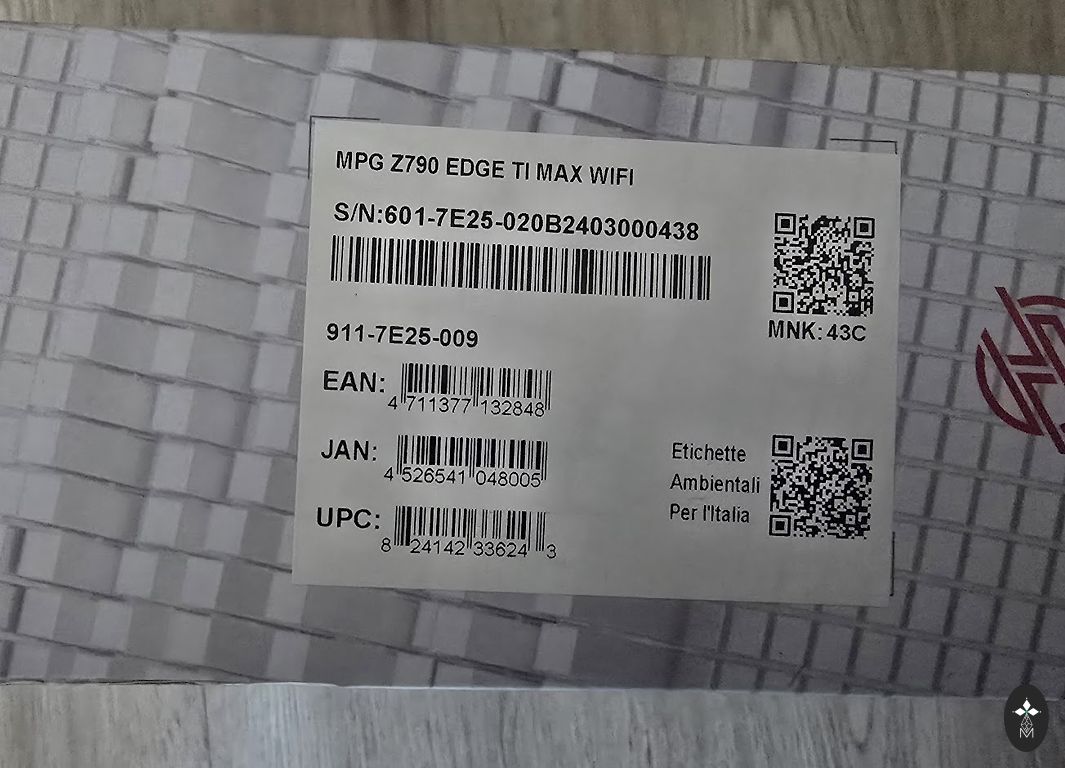 MPG Z790 EDGE TI MAX WIFI
S/N:601-7E25-020B2403000438
MNK: 43C
911-7E25-009
EAN:
4 711377 132848
JAN:
4 526541 048005
UPC:
8 24142 33624 3
Etichette
Ambientali
Per l'Italia
M